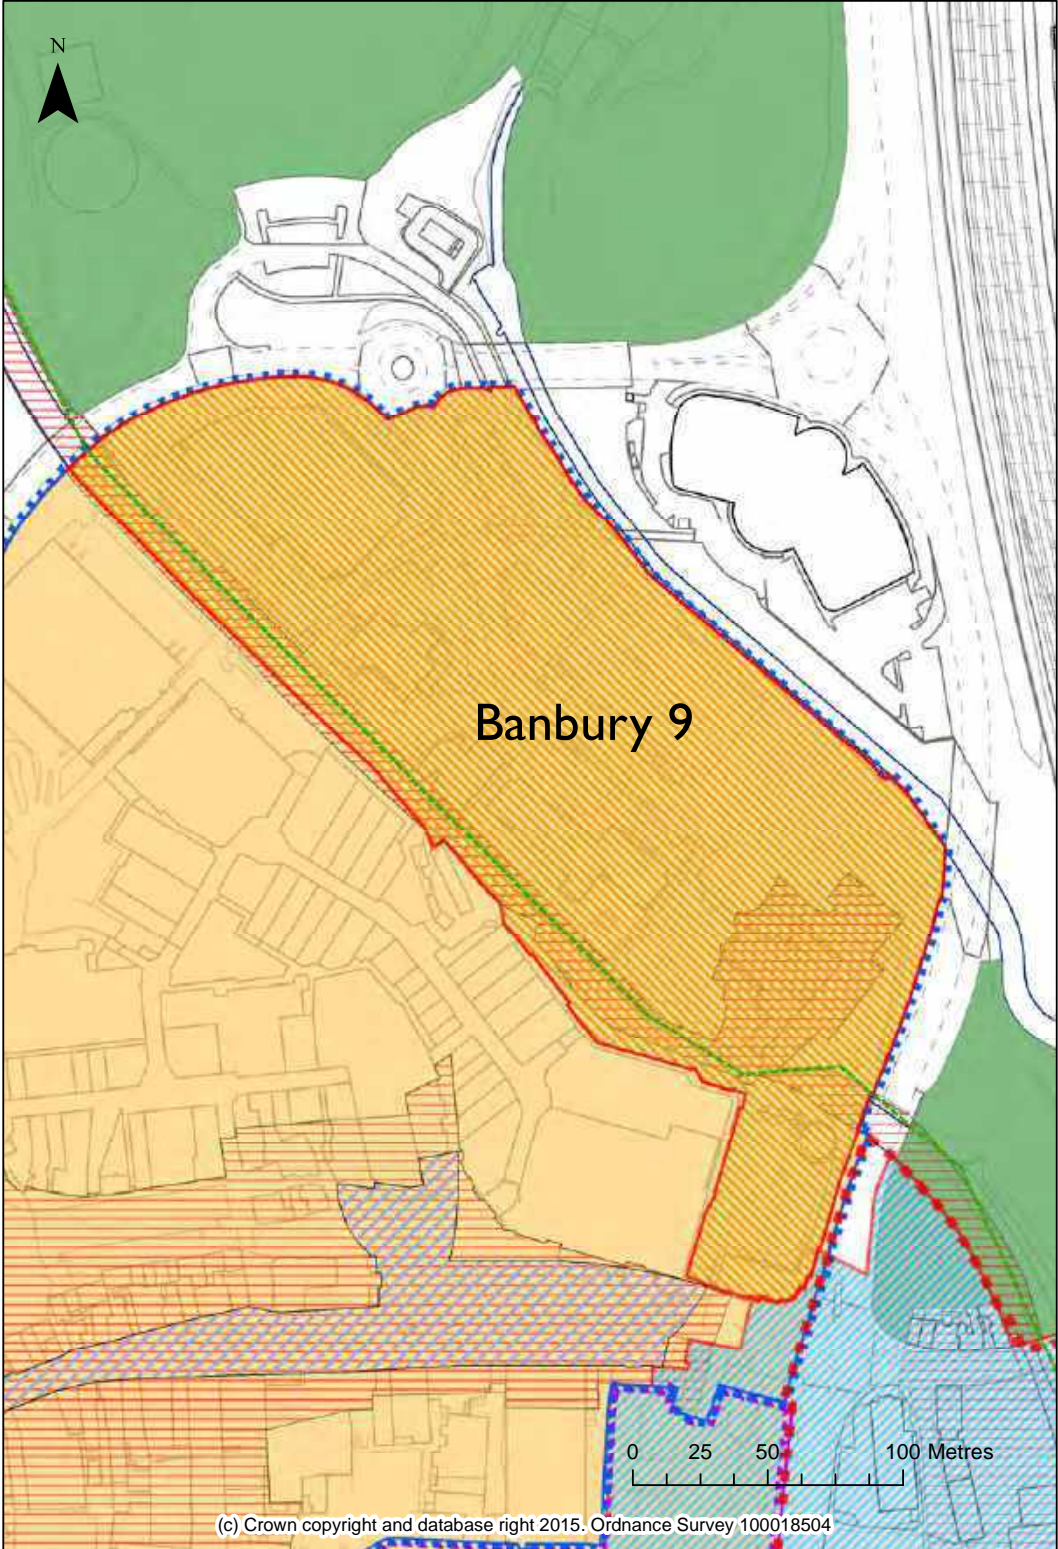 N
Banbury 9
0 25 50 100 Metres
(c) Crown copyright and database right 2015. Ordnance Survey 100018504